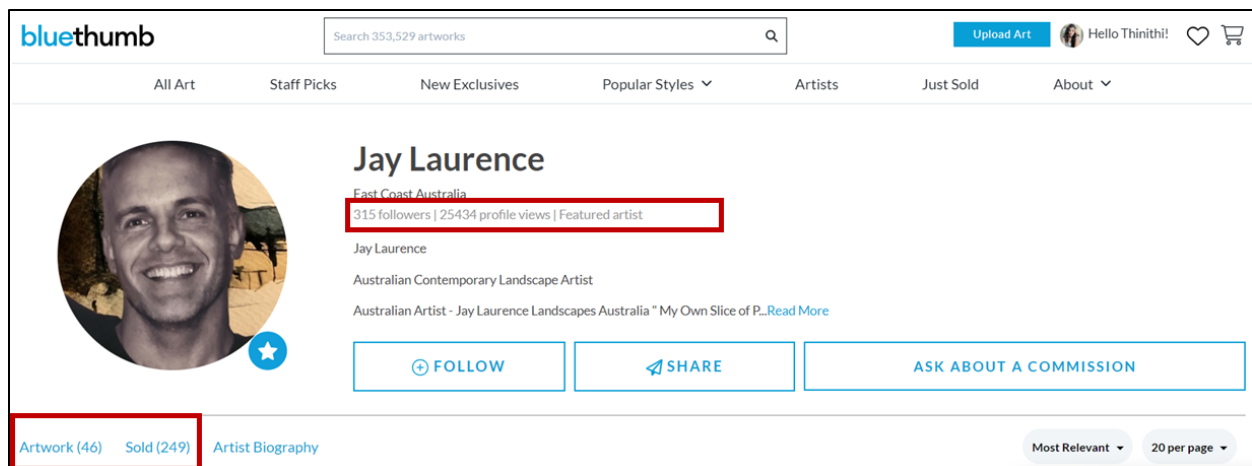 bluethumb
Search 353,529 artworks
Upload Art
Hello Thinithi!
All Art Staff Picks New Exclusives Popular Styles Artists Just Sold About
Jay Laurence
East Coast Australia
315 followers | 25434 profile views | Featured artist
Jay Laurence
Australian Contemporary Landscape Artist
Australian Artist - Jay Laurence Landscapes Australia " My Own Slice of P...Read More
FOLLOW SHARE ASK ABOUT A COMMISSION
Artwork (46) Sold (249) Artist Biography Most Relevant 20 per page